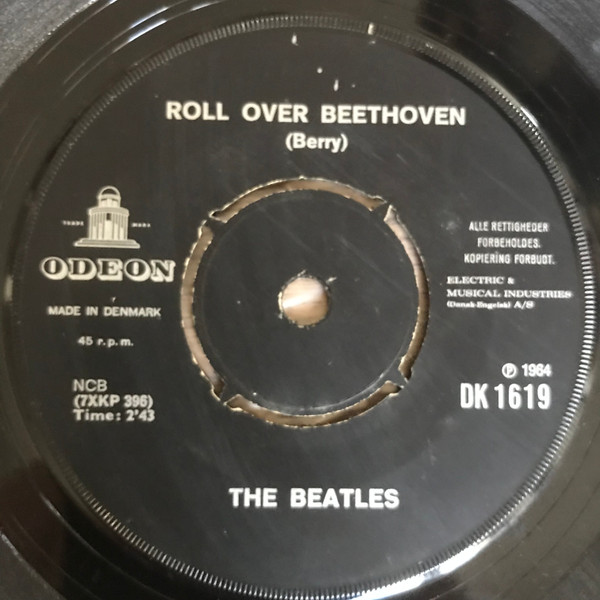 ROLL OVER BEETHOVEN
(Berry)
TRADE MARK
ODEON
MADE IN DENMARK
45 r.p.m.
NCB
(7XKP 396)
Time: 2'43
ALLE RETTIGHEDER
FORBEHOLDES.
KOPIERING FORBUDT.
ELECTRIC &
MUSICAL INDUSTRIES
(Dansk-Engelsk) A/S
℗ 1964
DK 1619
THE BEATLES